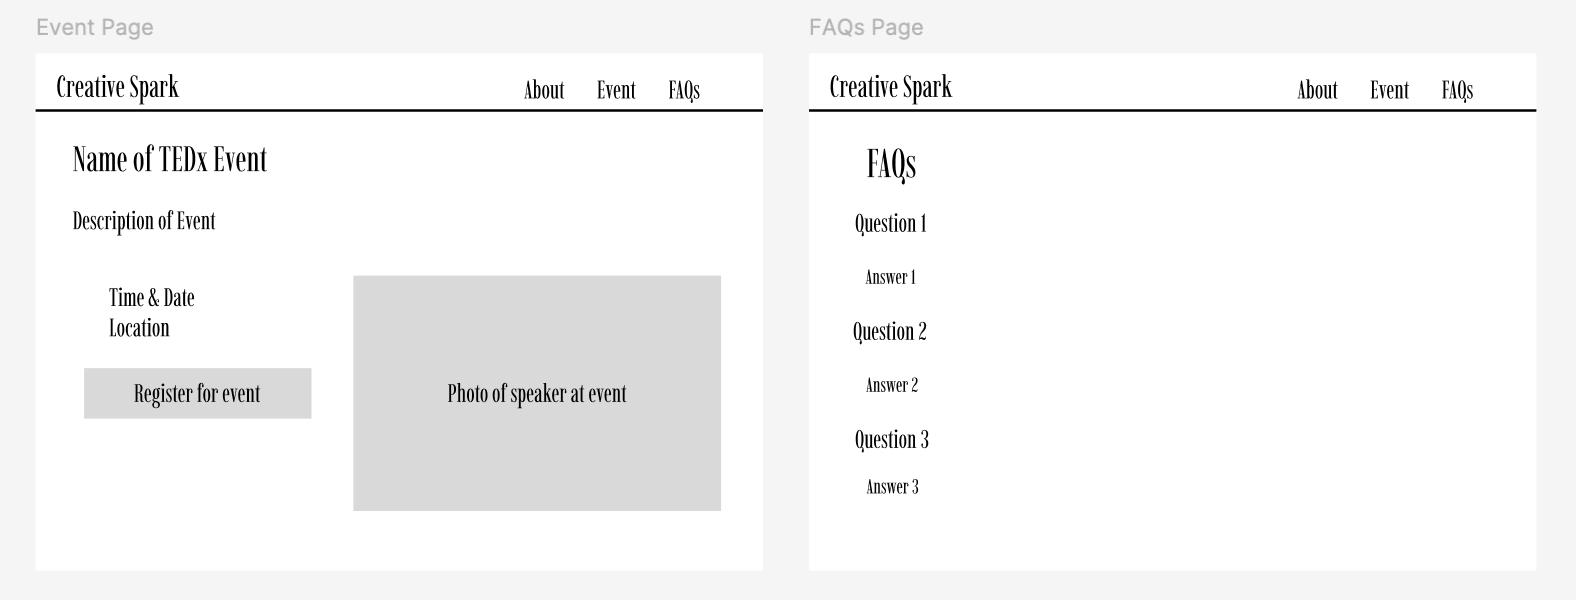 Event Page
Creative Spark
About Event FAQs
Name of TEDx Event
Description of Event
Time & Date
Location
Register for event
Photo of speaker at event
FAQs Page
Creative Spark
About Event FAQs
FAQs
Question 1
Answer 1
Question 2
Answer 2
Question 3
Answer 3